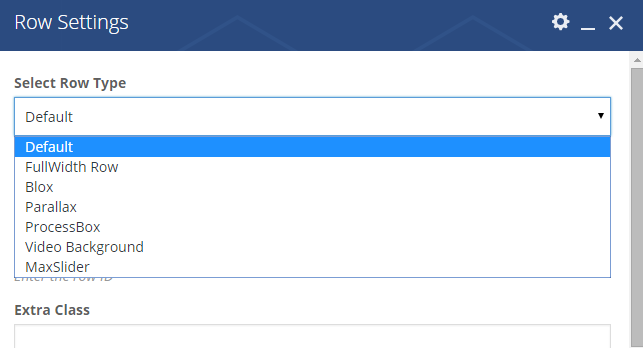 Row Settings
Select Row Type
Default
Default
FullWidth Row
Blox
Parallax
ProcessBox
Video Background
MaxSlider
Enter the row ID
Extra Class